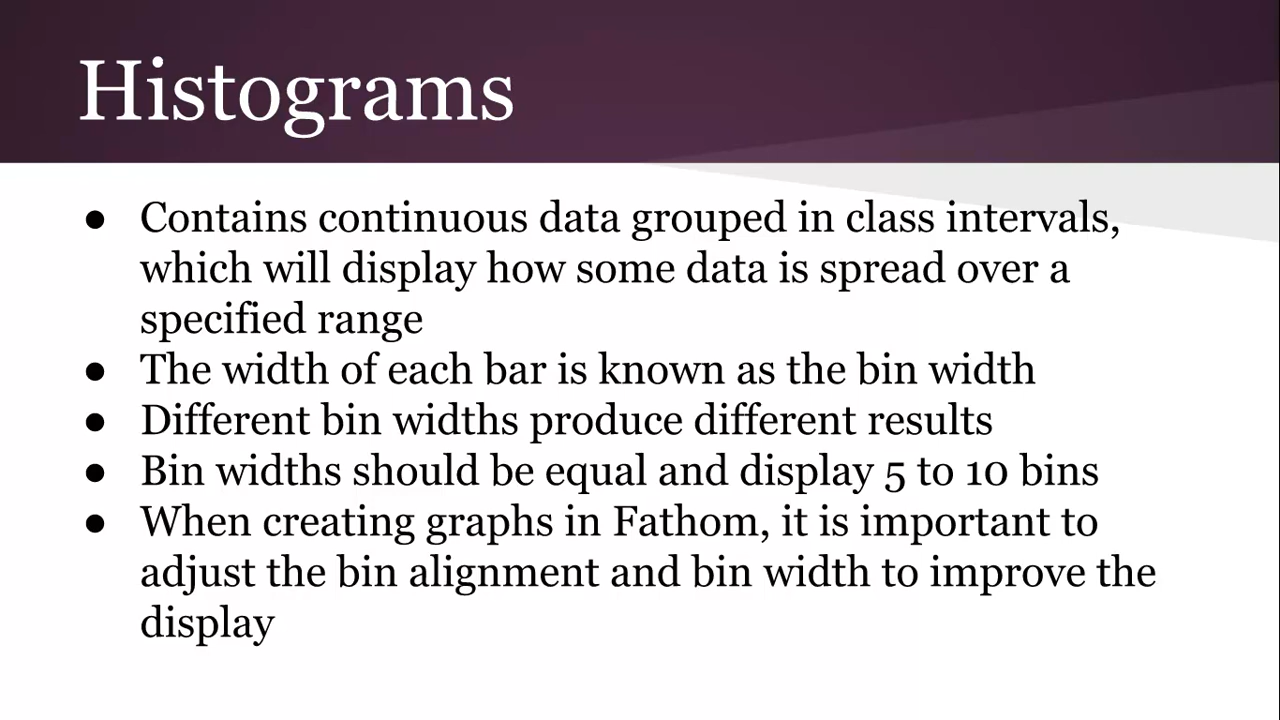 Histograms
● Contains continuous data grouped in class intervals,
which will display how some data is spread over a
specified range
● The width of each bar is known as the bin width
● Different bin widths produce different results
● Bin widths should be equal and display 5 to 10 bins
● When creating graphs in Fathom, it is important to
adjust the bin alignment and bin width to improve the
display